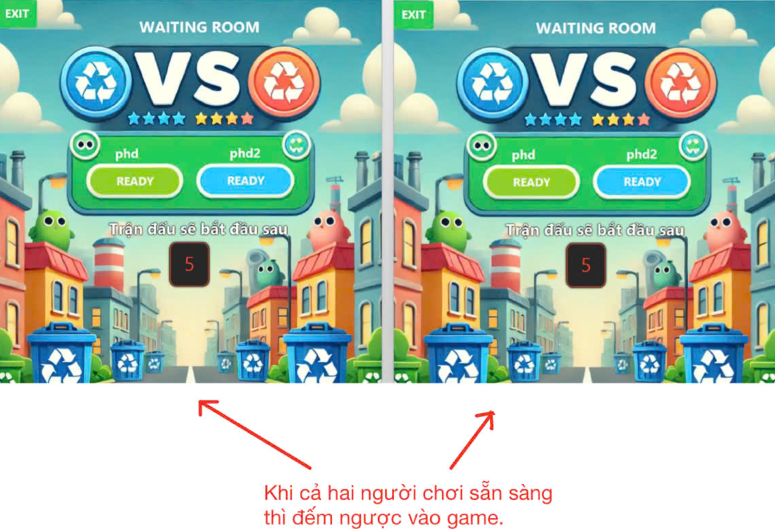 EXIT
WAITING ROOM
VS
phd phd2
READY READY
Trận đấu sẽ bắt đầu sau
5
EXIT
WAITING ROOM
VS
phd phd2
READY READY
Trận đấu sẽ bắt đầu sau
5
Khi cả hai người chơi sẵn sàng
thì đếm ngược vào game.